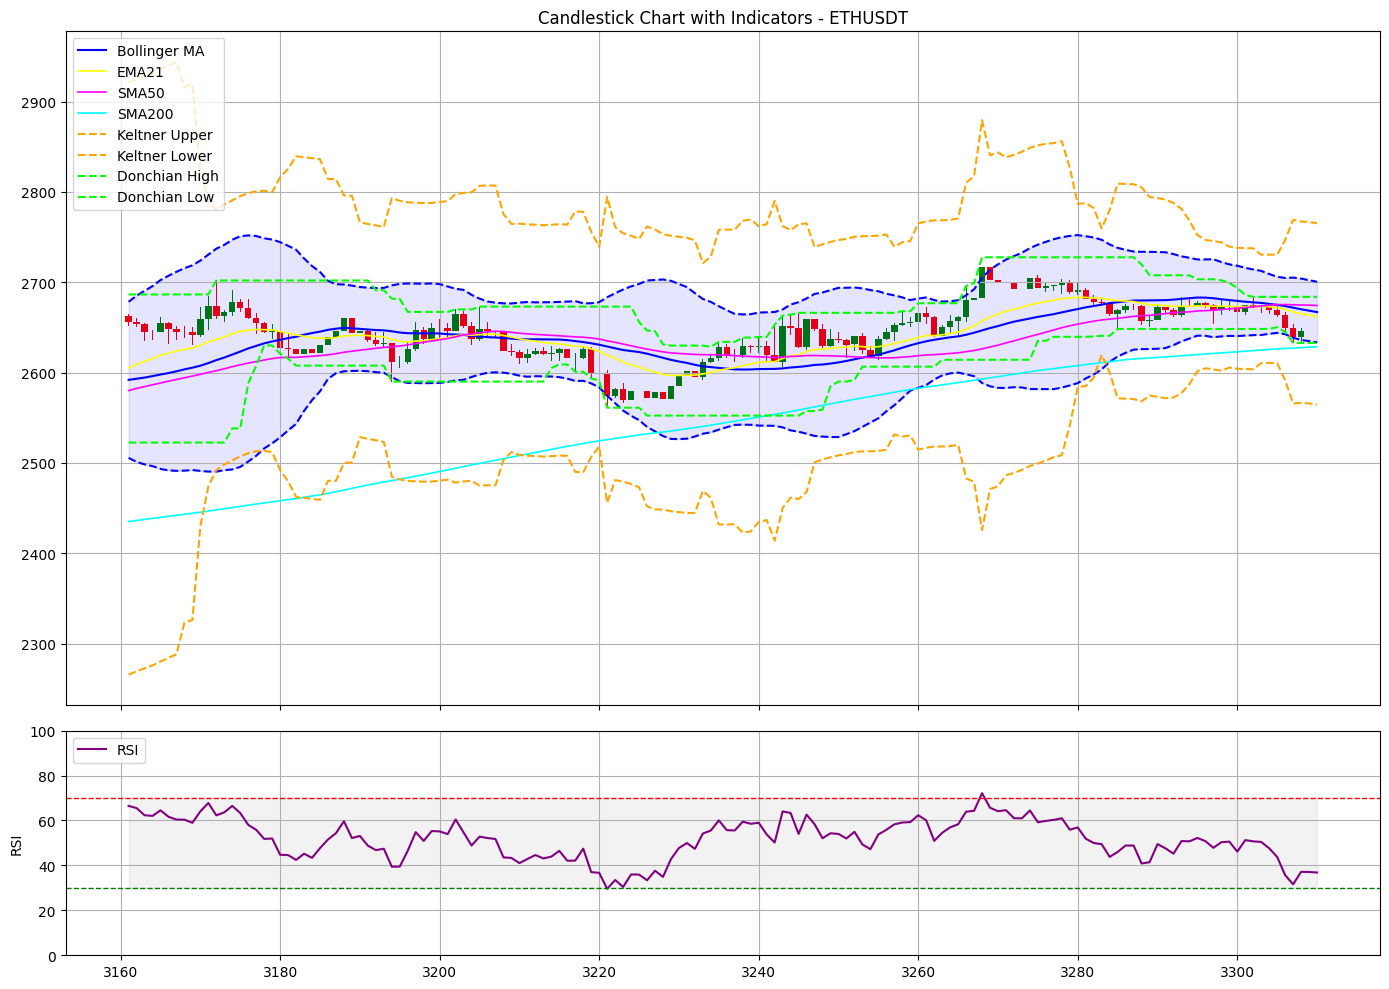 Candlestick Chart with Indicators - ETHUSDT
Bollinger MA
EMA21
SMA50
SMA200
Keltner Upper
Keltner Lower
Donchian High
Donchian Low
2900
2800
2700
2600
2500
2400
2300
RSI
100
80
60
40
20
0
RSI
3160 3180 3200 3220 3240 3260 3280 3300